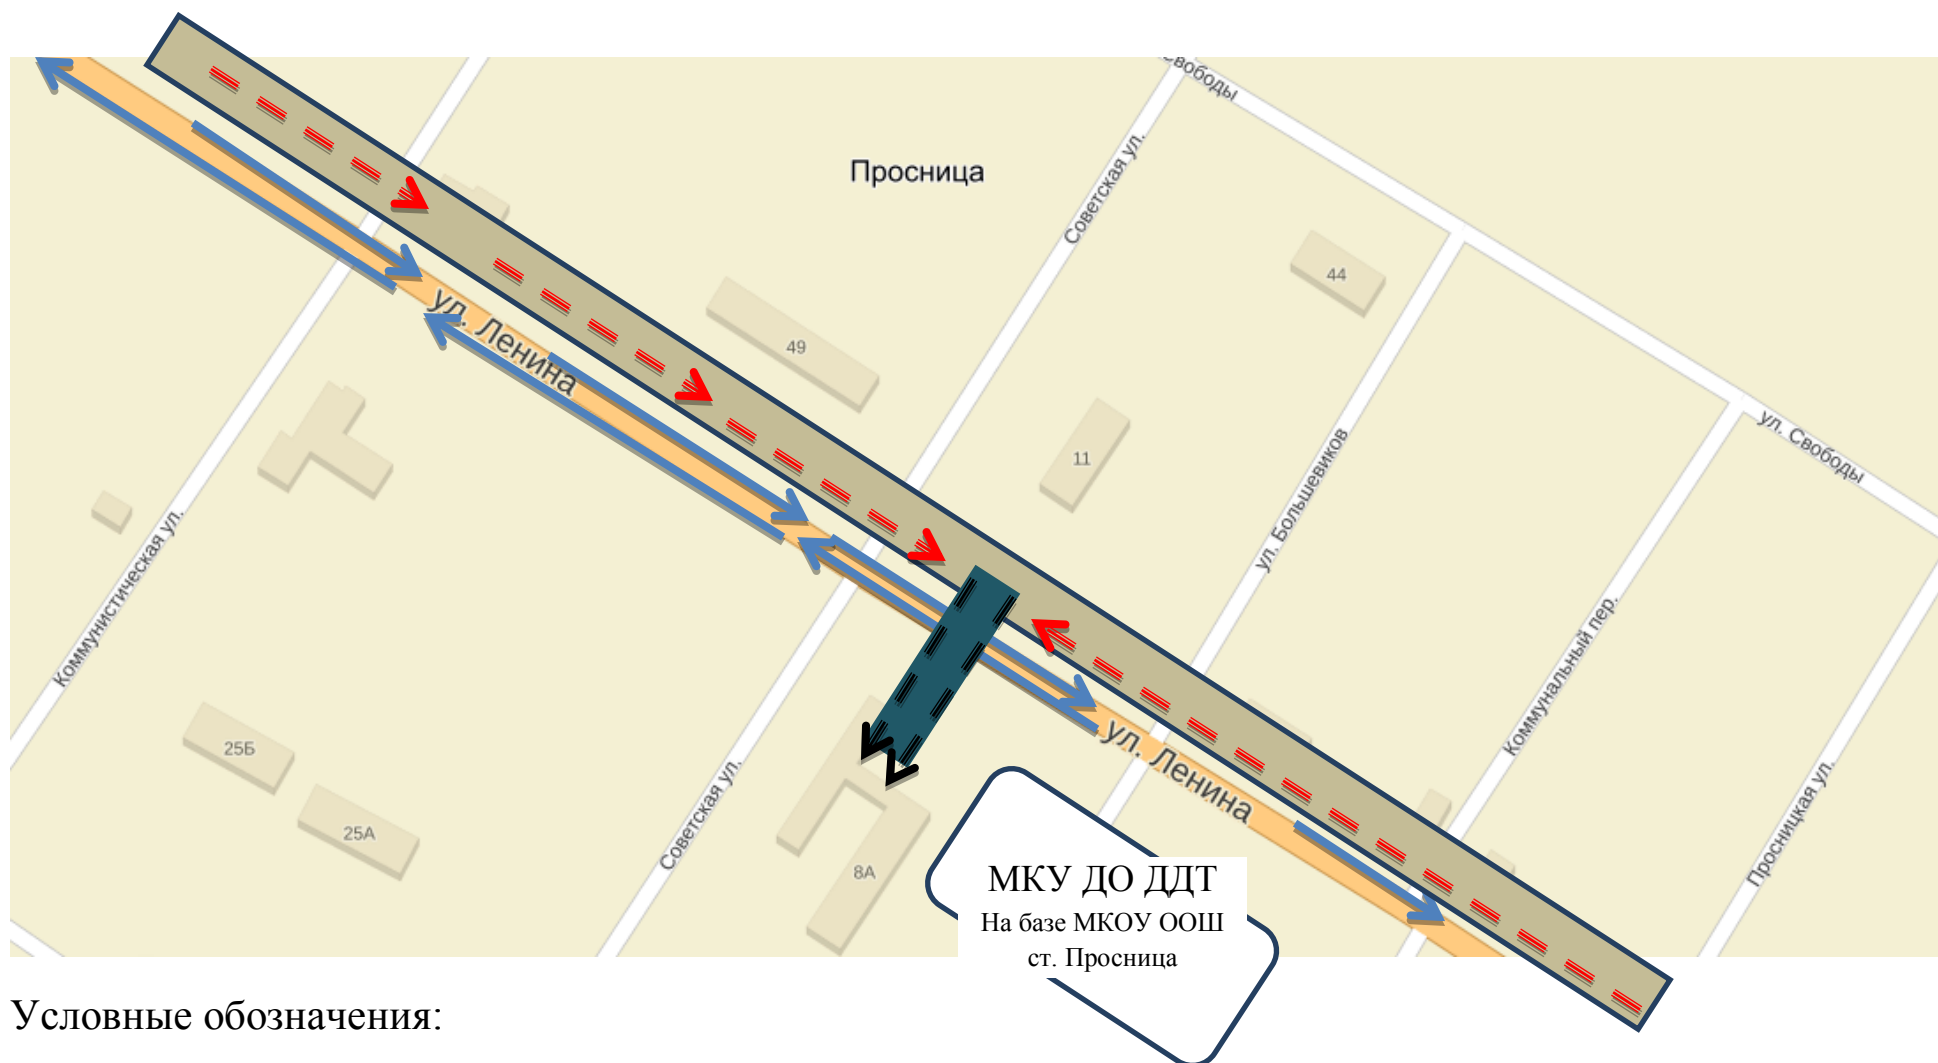 Свободы
Просница
Советская ул.
44
ул. Ленина
49
11
ул. Большевиков
ул. Свободы
Коммунистическая ул.
Коммунальный пер.
25Б
25А
Советская ул.
8А
ул. Ленина
Просницкая ул.
МКУ ДО ДДТ
На базе МКОУ ООШ
ст. Просница
Условные обозначения: